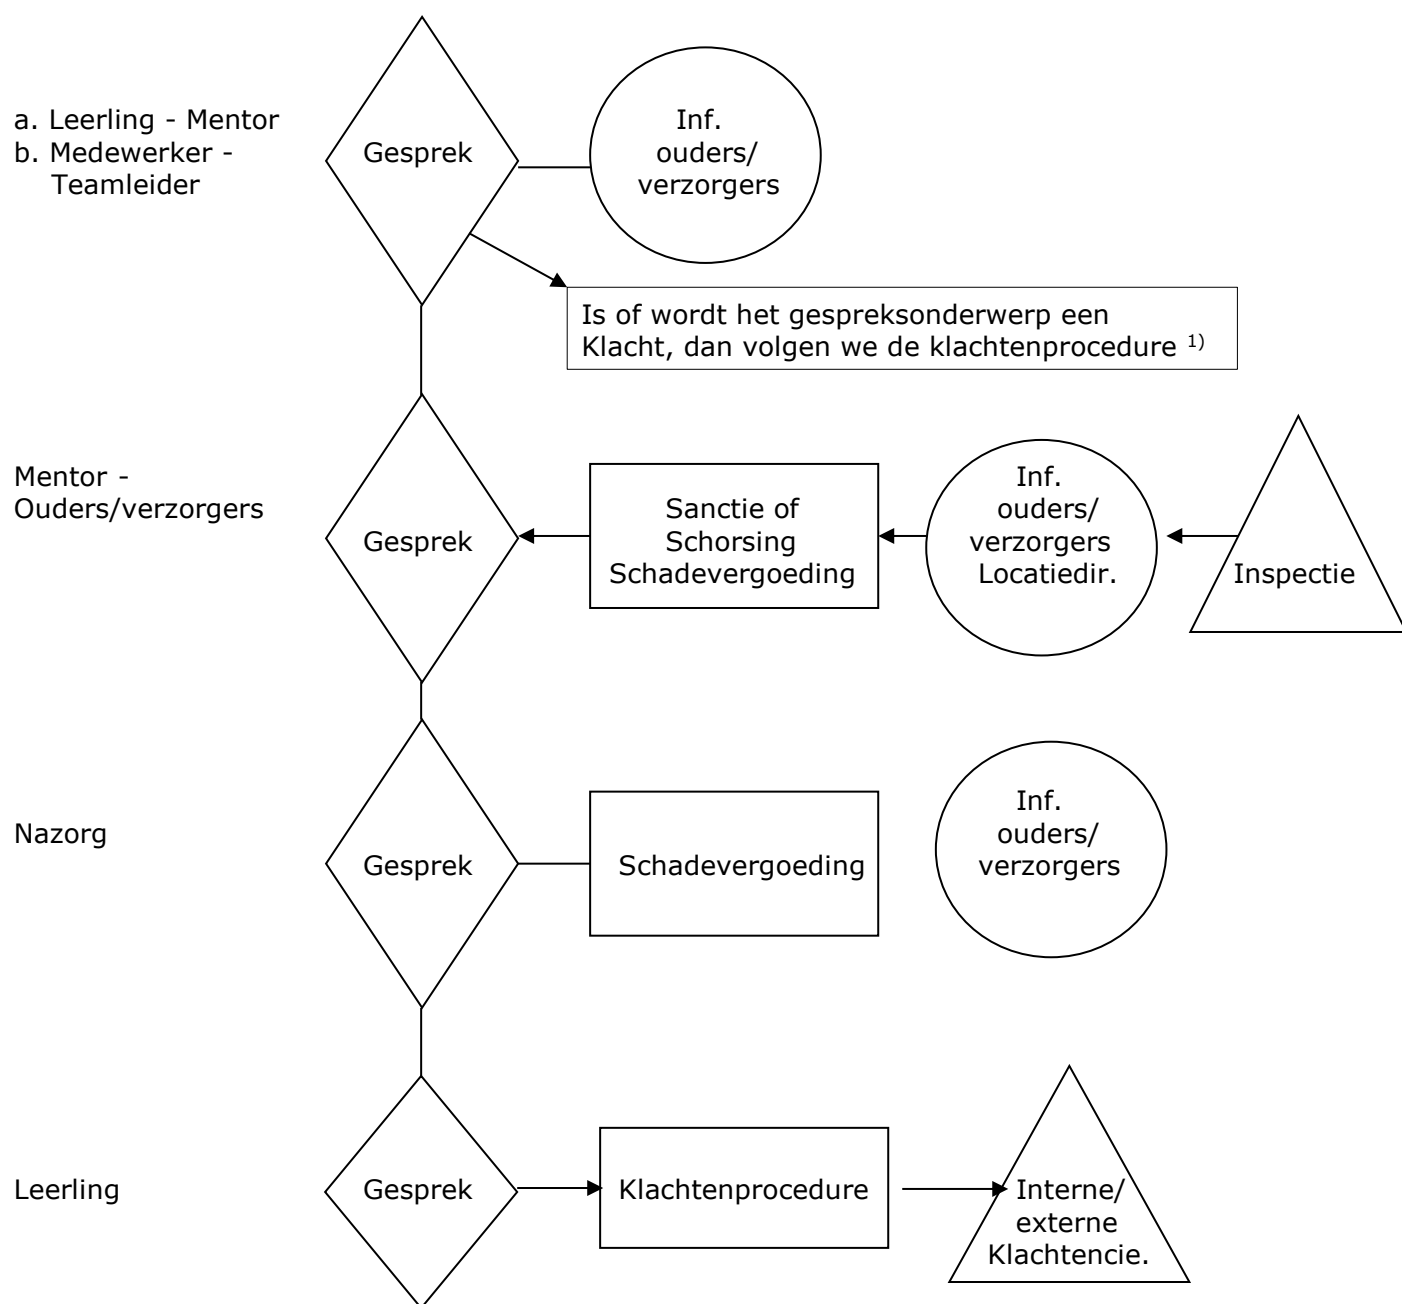 a. Leerling - Mentor
b. Medewerker -
Teamleider
Gesprek
Inf.
ouders/
verzorgers
Is of wordt het gespreksonderwerp een
Klacht, dan volgen we de klachtenprocedure 1)
Mentor -
Ouders/verzorgers
Gesprek
Sanctie of
Schorsing
Schadevergoeding
Inf.
ouders/
verzorgers
Locatiedir.
Inspectie
Nazorg
Gesprek
Schadevergoeding
Inf.
ouders/
verzorgers
Leerling
Gesprek
Klachtenprocedure
Interne/
externe
Klachtencie.